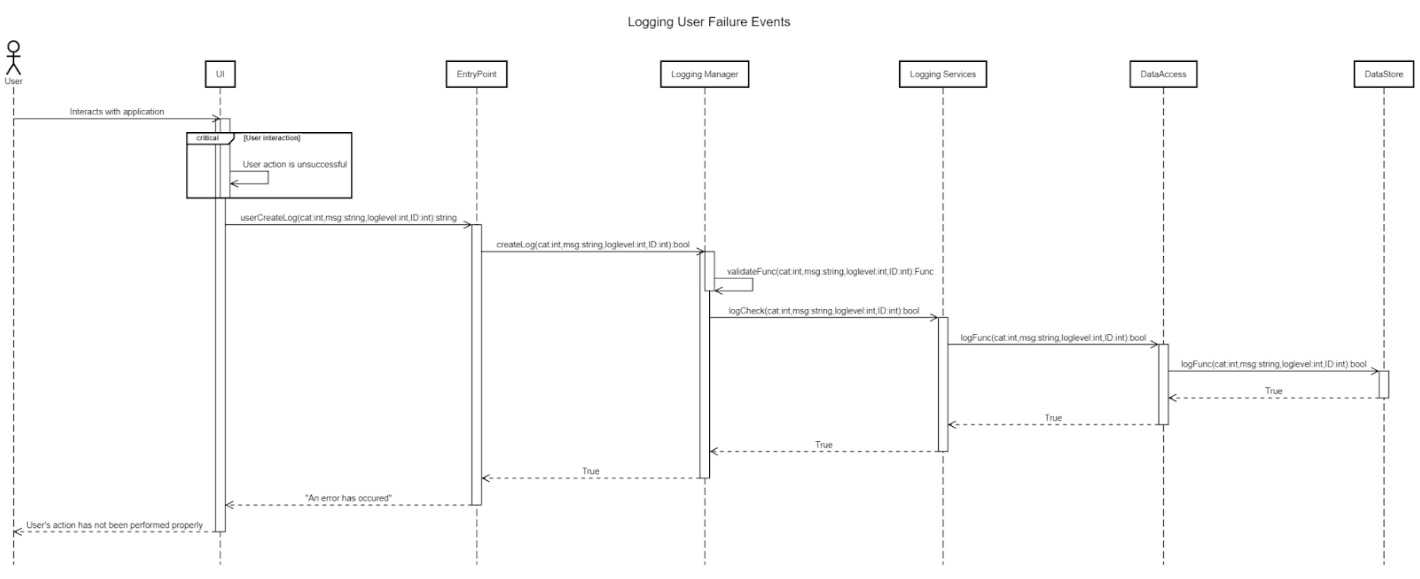 Logging User Failure Events
User
UI
EntryPoint
Logging Manager
Logging Services
DataAccess
DataStore
Interacts with application
critical
[User interaction]
User action is unsuccessful
userCreateLog(cat:int,msg:string,loglevel:int,ID:int):string
createLog(cat:int,msg:string,loglevel:int,ID:int):bool
validateFunc(cat:int,msg:string,loglevel:int,ID:int):Func
logCheck(cat:int,msg:string,loglevel:int,ID:int):bool
logFunc(cat:int,msg:string,loglevel:int,ID:int):bool
logFunc(cat:int,msg:string,loglevel:int,ID:int):bool
True
True
True
True
"An error has occured"
User's action has not been performed properly